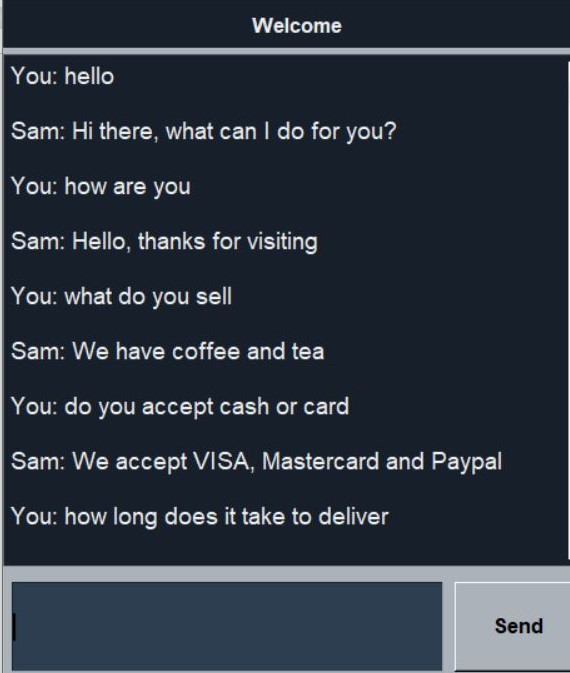 Welcome
You: hello
Sam: Hi there, what can I do for you?
You: how are you
Sam: Hello, thanks for visiting
You: what do you sell
Sam: We have coffee and tea
You: do you accept cash or card
Sam: We accept VISA, Mastercard and Paypal
You: how long does it take to deliver
Send